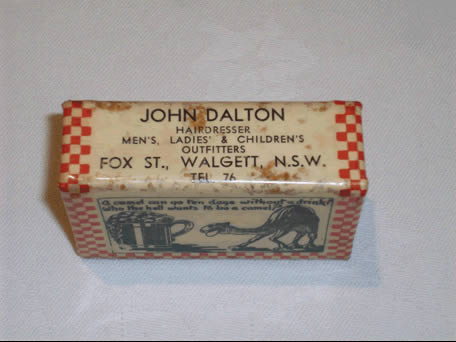 JOHN DALTON
HAIRDRESSER
MEN'S, LADIES' & CHILDREN'S
OUTFITTERS
FOX ST., WALGETT, N.S.W.
TEL. 76
A camel can go ten days without a drink!
Who the hell wants to be a camel?